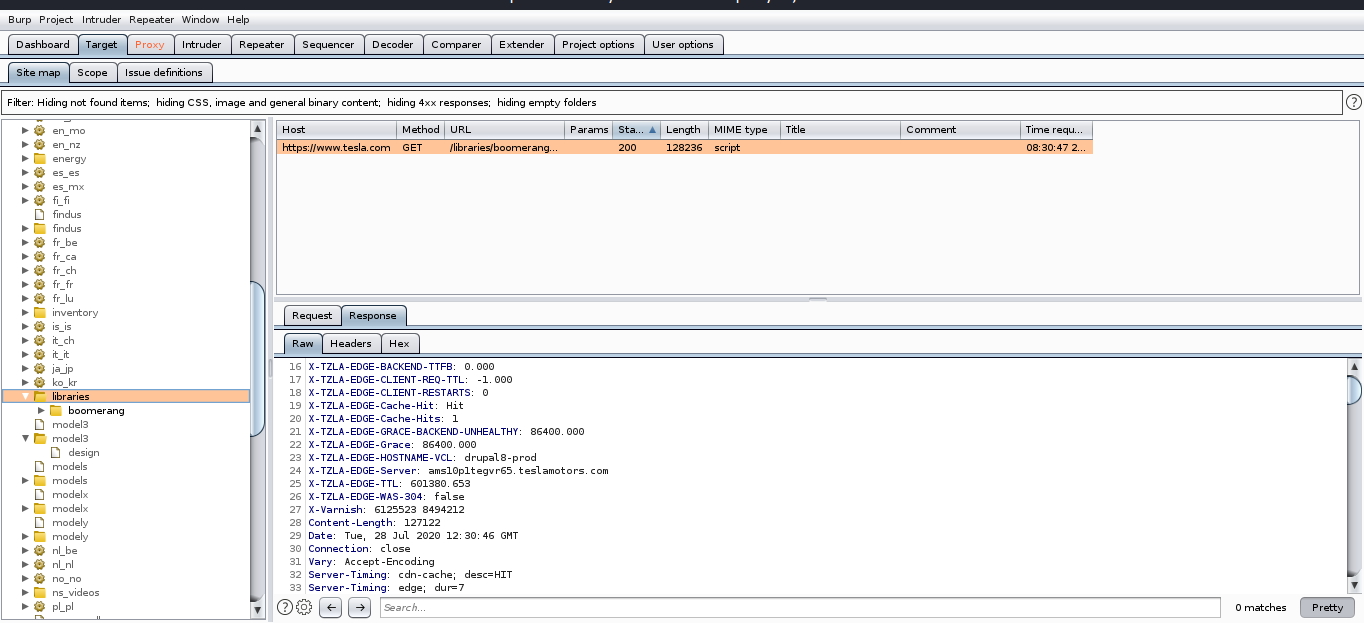 Burp Project Intruder Repeater Window Help
Dashboard Target Proxy Intruder Repeater Sequencer Decoder Comparer Extender Project options User options
Site map Scope Issue definitions
Filter: Hiding not found items; hiding CSS, image and general binary content; hiding 4xx responses; hiding empty folders ?
Host Method URL Params Sta... Length MIME type Title Comment Time requ...
https://www.tesla.com GET /libraries/boomerang... 200 128236 script 08:30:47 2...
en_mo
en_nz
energy
es_es
es_mx
fi_fi
findus
findus
fr_be
fr_ca
fr_ch
fr_fr
fr_lu
inventory
is_is
it_ch
it_it
ja_jp
ko_kr
libraries
boomerang
model3
model3
design
models
models
modelx
modelx
modely
modely
nl_be
nl_nl
no_no
ns_videos
pl_pl
Request Response
Raw Headers Hex
16 X-TZLA-EDGE-BACKEND-TTFB: 0.000
17 X-TZLA-EDGE-CLIENT-REQ-TTL: -1.000
18 X-TZLA-EDGE-CLIENT-RESTARTS: 0
19 X-TZLA-EDGE-Cache-Hit: Hit
20 X-TZLA-EDGE-Cache-Hits: 1
21 X-TZLA-EDGE-GRACE-BACKEND-UNHEALTHY: 86400.000
22 X-TZLA-EDGE-Grace: 86400.000
23 X-TZLA-EDGE-HOSTNAME-VCL: drupal8-prod
24 X-TZLA-EDGE-Server: ams10p1tegvr65.teslamotors.com
25 X-TZLA-EDGE-TTL: 601380.653
26 X-TZLA-EDGE-WAS-304: false
27 X-Varnish: 6125523 8494212
28 Content-Length: 127122
29 Date: Tue, 28 Jul 2020 12:30:46 GMT
30 Connection: close
31 Vary: Accept-Encoding
32 Server-Timing: cdn-cache; desc=HIT
33 Server-Timing: edge; dur=7
? Search... 0 matches Pretty